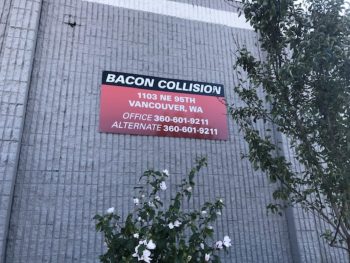 BACON COLLISION
1103 NE 95TH
VANCOUVER, WA
OFFICE 360-601-9211
ALTERNATE 360-601-9211